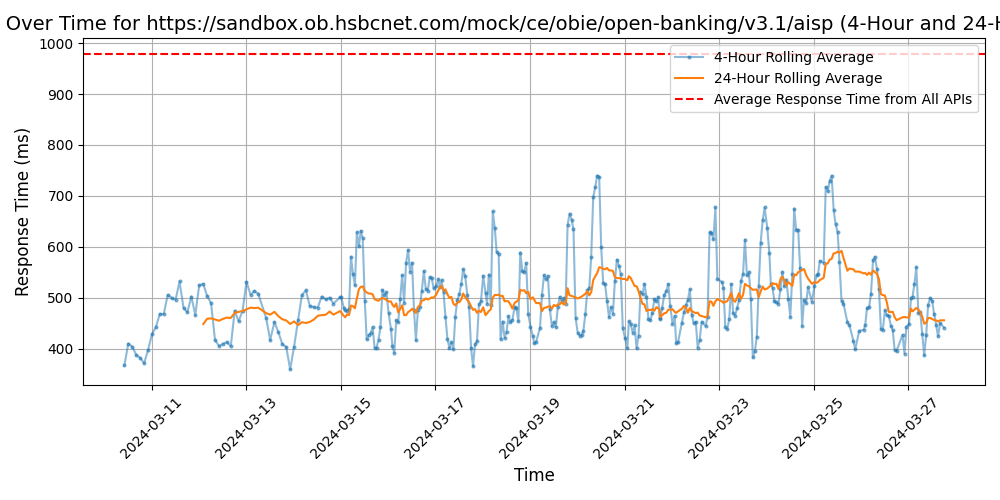 Over Time for https://sandbox.ob.hsbcnet.com/mock/ce/obie/open-banking/v3.1/aisp (4-Hour and 24-H
1000
900
800
700
600
500
400
Response Time (ms)
4-Hour Rolling Average
24-Hour Rolling Average
Average Response Time from All APIs
2024-03-11
2024-03-13
2024-03-15
2024-03-17
2024-03-19
2024-03-21
2024-03-23
2024-03-25
2024-03-27
Time